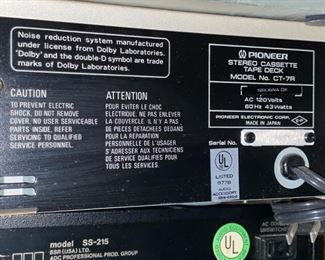 Noise reduction system manufactured
under license from Dolby Laboratories.
'Dolby' and the double-D symbol are trade
marks of Dolby Laboratories.
CAUTION
TO PREVENT ELECTRIC
SHOCK, DO NOT REMOVE
COVER. NO USER SERVICEABLE
PARTS INSIDE. REFER
SERVICING TO QUALIFIED
SERVICE PERSONNEL.
ATTENTION
POUR EVITER LE CHOC
ELECTRIQUE, NE PAS ENLEVER
LA COUVERCLE. IL N'Y A PAS
DE PIECES DETACHEES DEDANS
POUR LA REPARATION
PERSONNELLE DE L'USAGER
S'ADRESSER AUX TECHNICIENS
DE SERVICE QUALIFIES POUR
TOUS LES SERVICES.
PIONEER
STEREO CASSETTE
TAPE DECK
MODEL No. CT-7R
AC 120Volts
60Hz 43Watts
PIONEER ELECTRONIC CORP.
MADE IN JAPAN
Serial No.
UL
LISTED
977B
AUDIO
ACCESSORY
model SS-215
BSR (USA) LTD.
ADC PROFESSIONAL PROD. GROUP
UL
UNSWITCHED